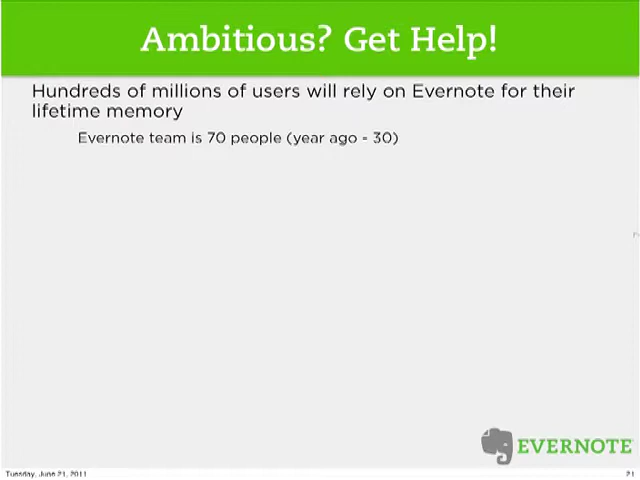 Ambitious? Get Help!
Hundreds of millions of users will rely on Evernote for their
lifetime memory
Evernote team is 70 people (year ago - 30)
EVERNOTE
Tuesday, June 21, 2011
21